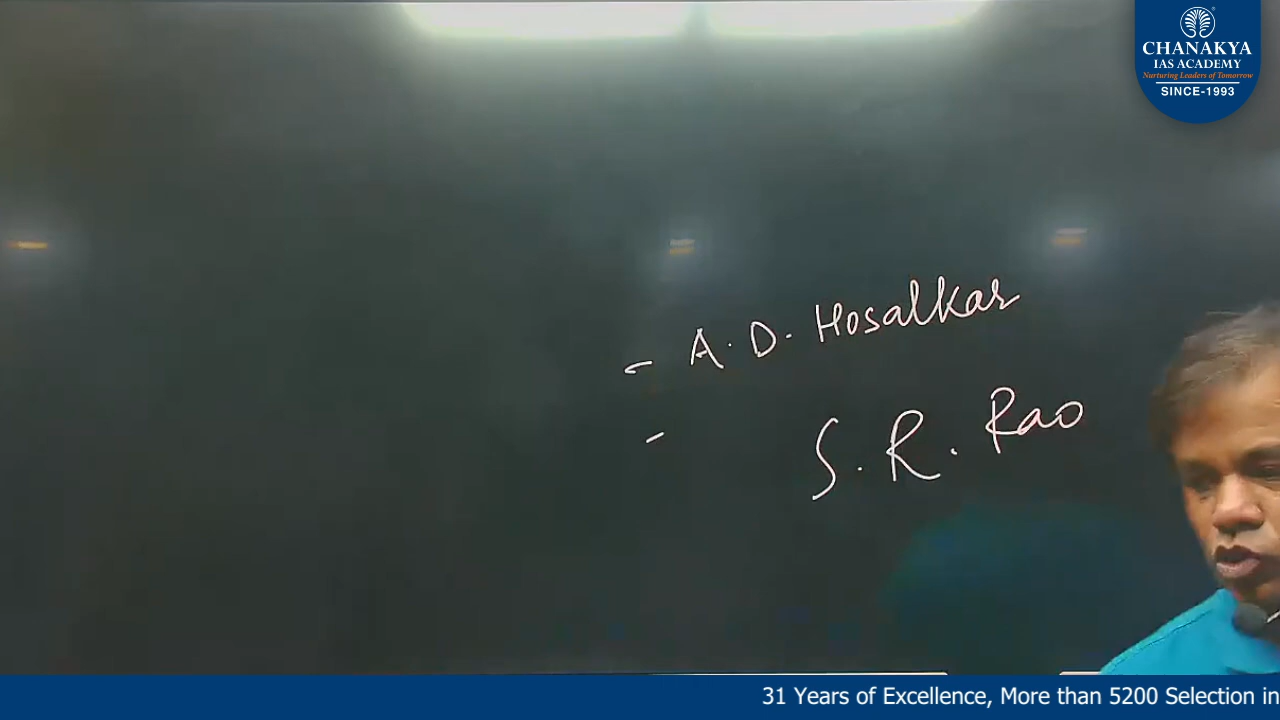 CHANAKYA
IAS ACADEMY
Nurturing Leaders of Tomorrow
SINCE-1993
- A. D. Hosalkar
-
S. R. Rao
31 Years of Excellence, More than 5200 Selection in